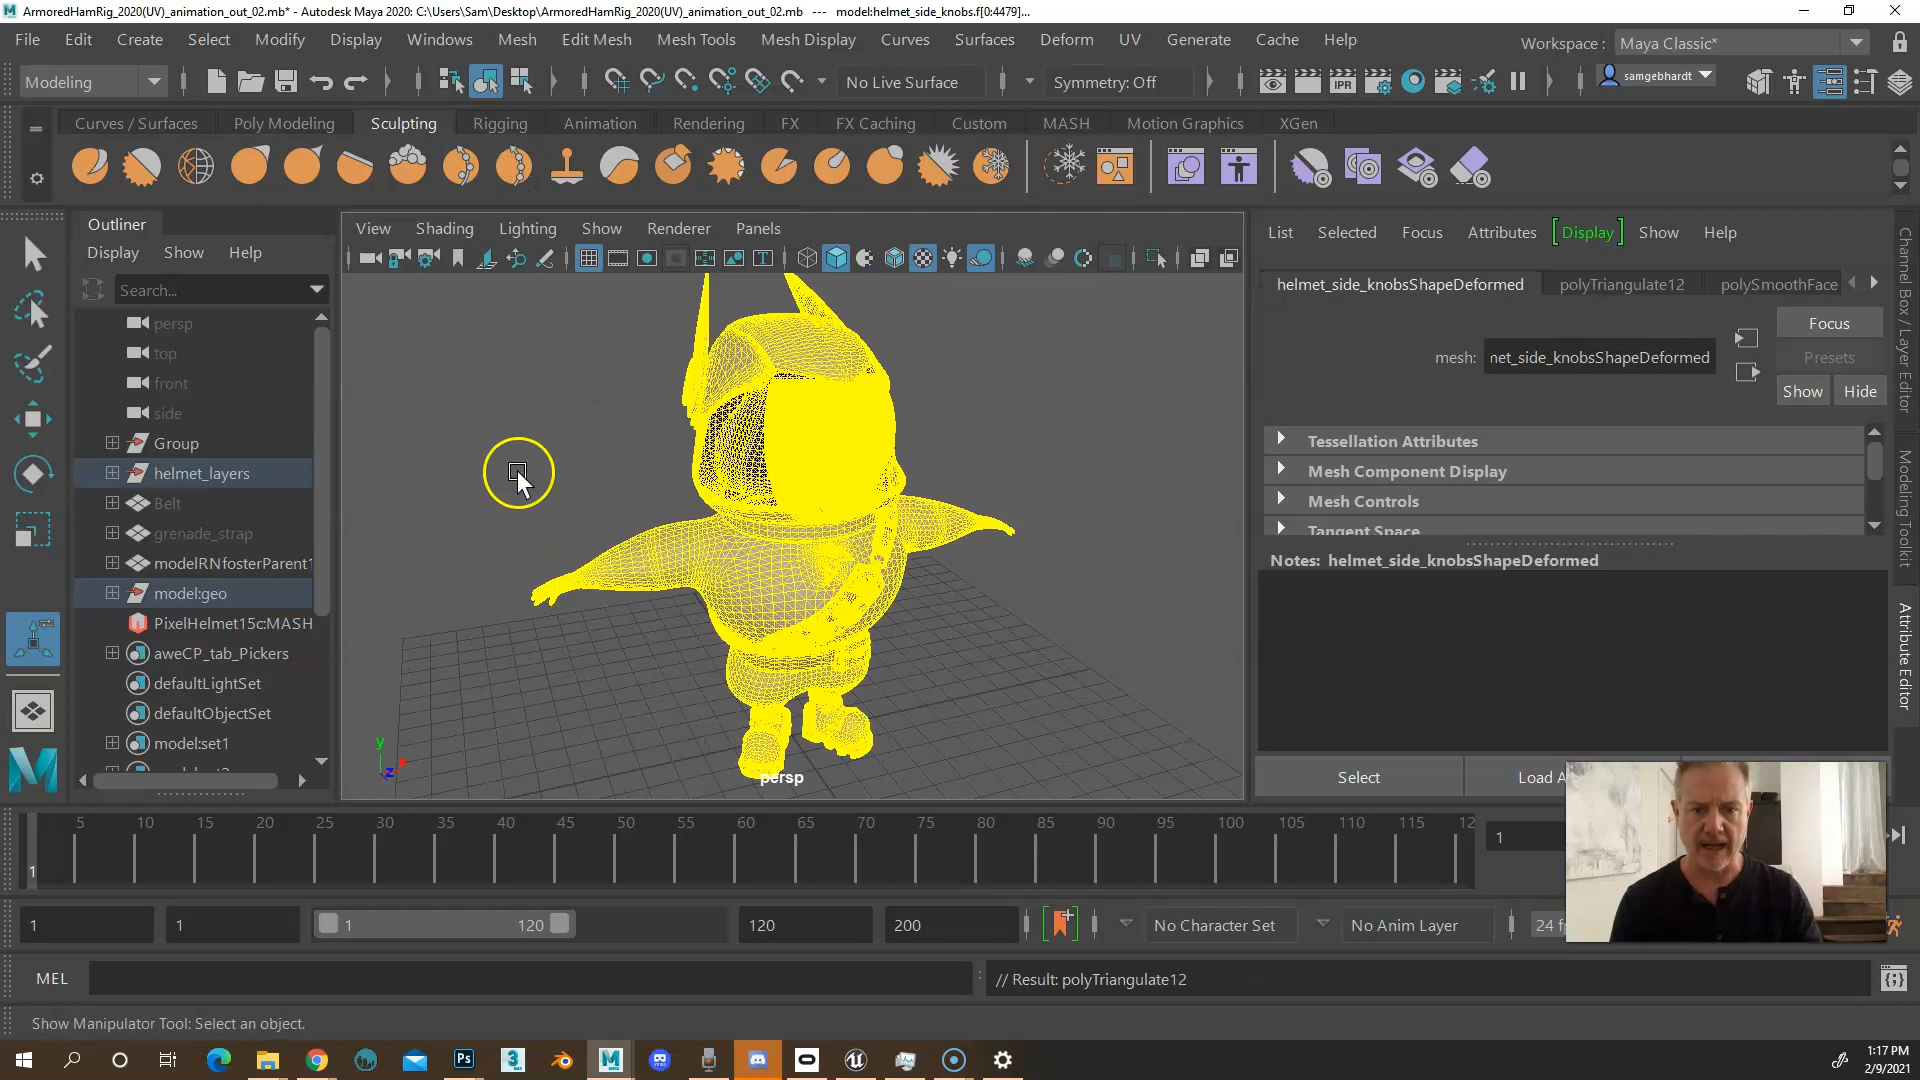 ArmoredHamRig_2020(UV)_animation_out_02.mb* - Autodesk Maya 2020: C:\Users\Sam\Desktop\ArmoredHamRig_2020(UV)_animation_out_02.mb --- model:helmet_side_knobs.f[0:4479]...
File Edit Create Select Modify Display Windows Mesh Edit Mesh Mesh Tools Mesh Display Curves Surfaces Deform UV Generate Cache Help
Workspace : Maya Classic*
Modeling
No Live Surface
Symmetry: Off
IPR
samgebhardt
Curves / Surfaces Poly Modeling Sculpting Rigging Animation Rendering FX FX Caching Custom MASH Motion Graphics XGen
Outliner
Display Show Help
Search...
persp
top
front
side
Group
helmet_layers
Belt
grenade_strap
modelRNfosterParent1
model:geo
PixelHelmet15c:MASH
aweCP_tab_Pickers
defaultLightSet
defaultObjectSet
model:set1
View Shading Lighting Show Renderer Panels
y
x
z
persp
List Selected Focus Attributes Display Show Help
helmet_side_knobsShapeDeformed polyTriangulate12 polySmoothFace
mesh: net_side_knobsShapeDeformed
Focus
Presets
Show Hide
Tessellation Attributes
Mesh Component Display
Mesh Controls
Tangent Space
Notes: helmet_side_knobsShapeDeformed
Select
Load A
Channel Box / Layer Editor
Modeling Toolkit
Attribute Editor
5 10 15 20 25 30 35 40 45 50 55 60 65 70 75 80 85 90 95 100 105 110 115 12
1
1
1 1 1 120 120 200 No Character Set No Anim Layer 24 f
MEL
// Result: polyTriangulate12
Show Manipulator Tool: Select an object.
Ps
3
1:17 PM
2/9/2021